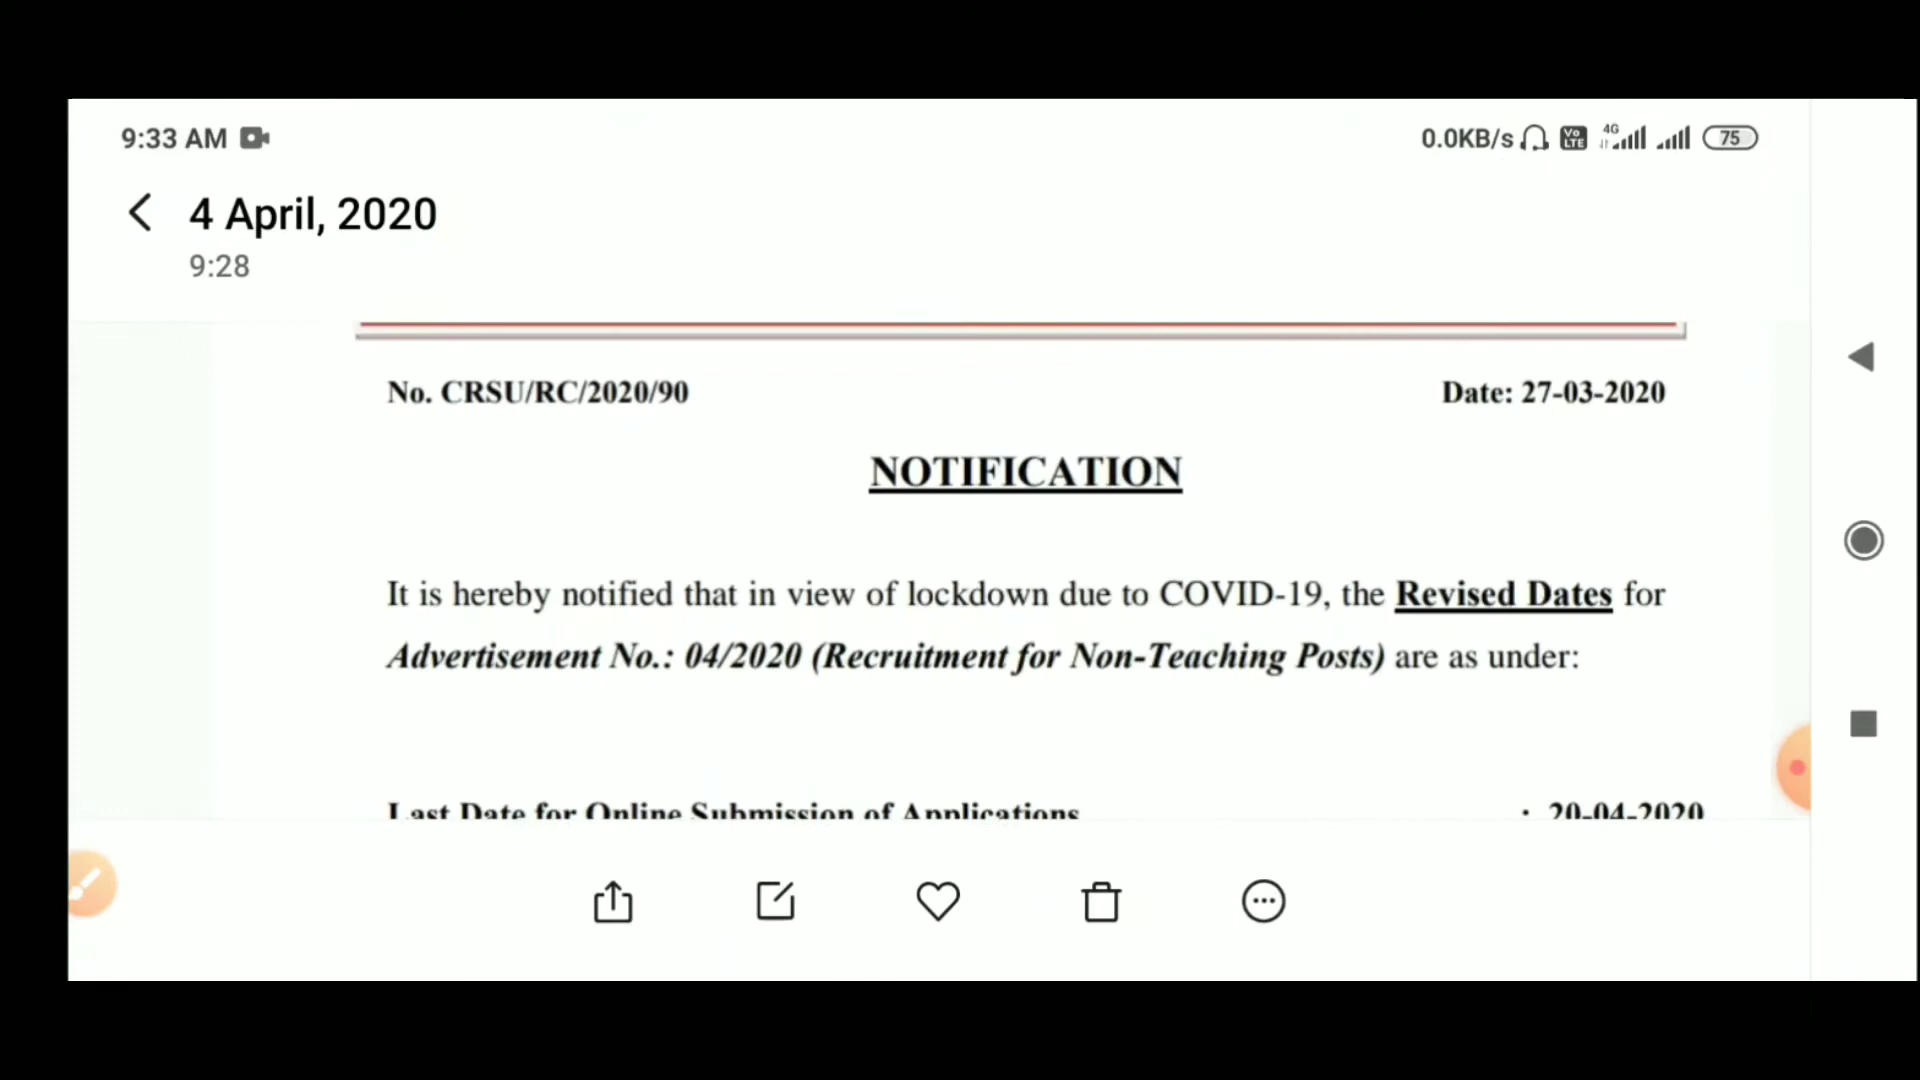 9:33 AM 0.0KB/s Vo LTE 4G 75
4 April, 2020
9:28
No. CRSU/RC/2020/90 Date: 27-03-2020
NOTIFICATION
It is hereby notified that in view of lockdown due to COVID-19, the Revised Dates for
Advertisement No.: 04/2020 (Recruitment for Non-Teaching Posts) are as under:
Last Date for Online Submission of Applications : 20-04-2020